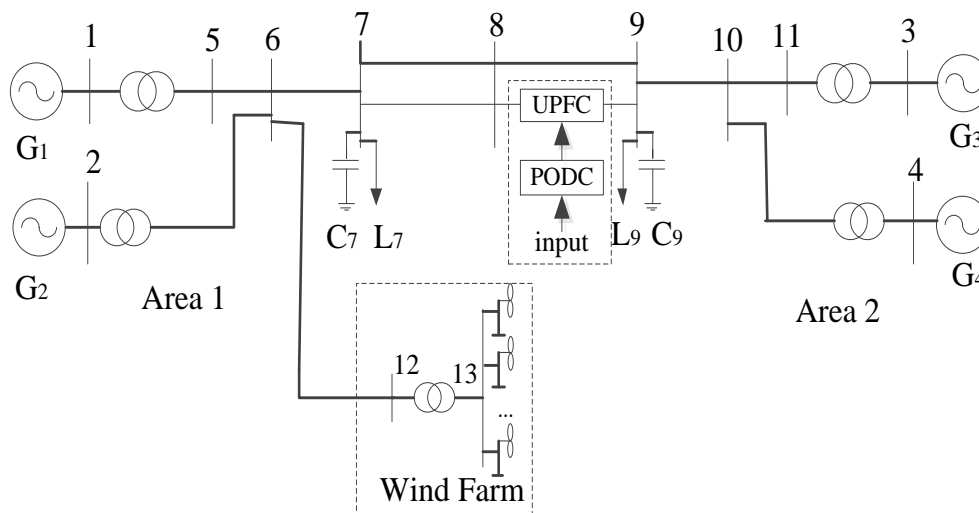 7
8
9
1
5
6
10
11
3
UPFC
G1
G3
PODC
2
4
input
C7
L7
L9
C9
G2
G4
Area 1
Area 2
12
13
...
Wind Farm